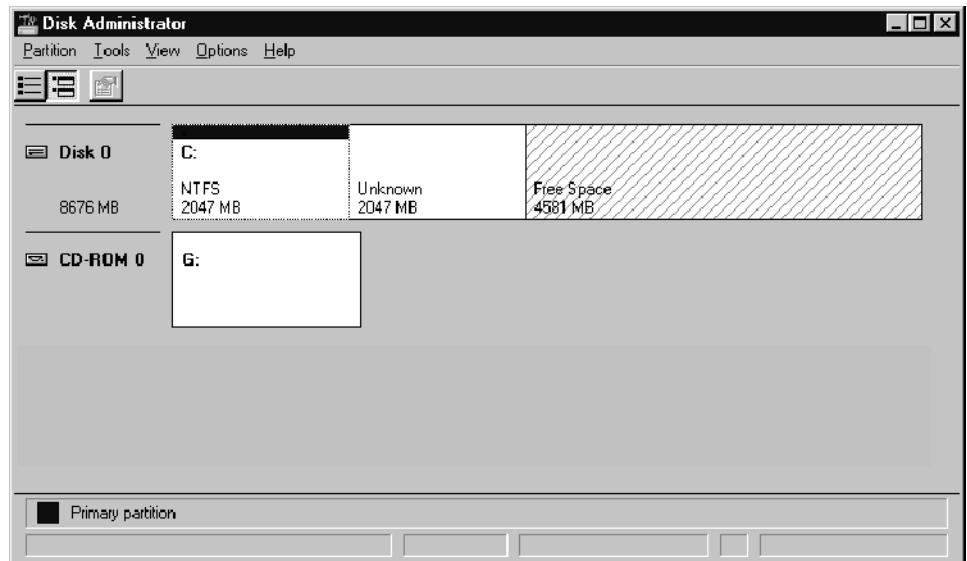 Disk Administrator
Partition Tools View Options Help
Disk 0
8676 MB
C:
NTFS
2047 MB
Unknown
2047 MB
Free Space
4581 MB
CD-ROM 0
G:
Primary partition